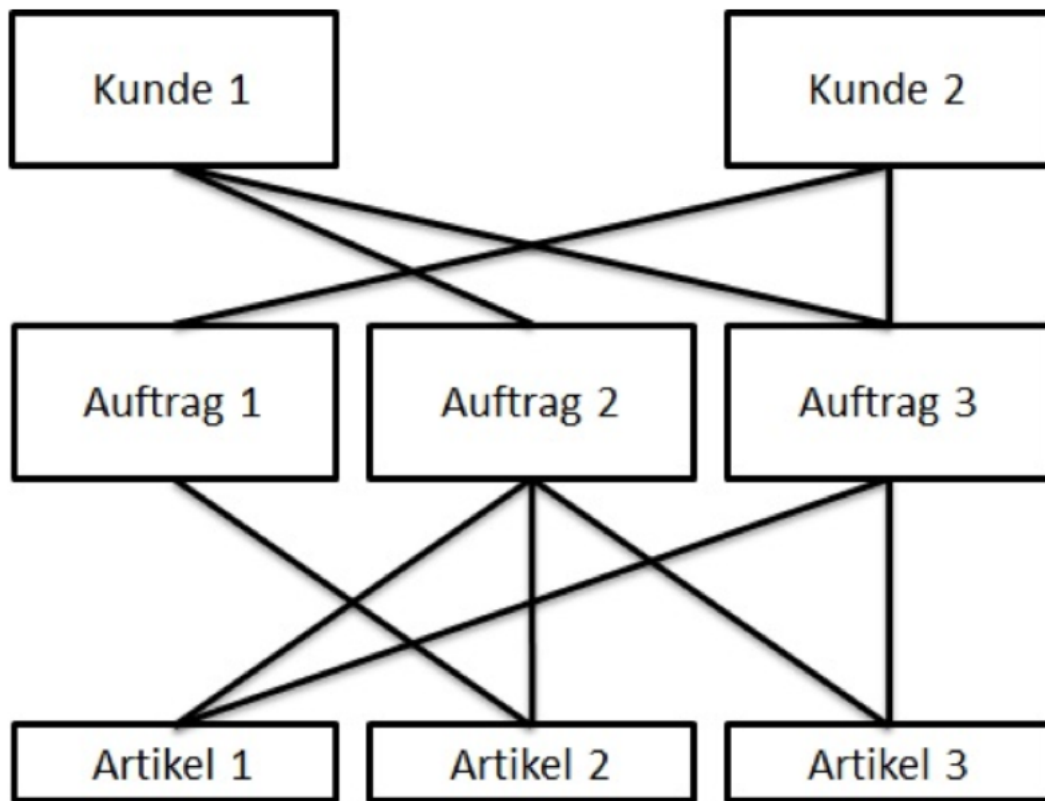 Kunde 1
Kunde 2
Auftrag 1
Auftrag 2
Auftrag 3
Artikel 1
Artikel 2
Artikel 3